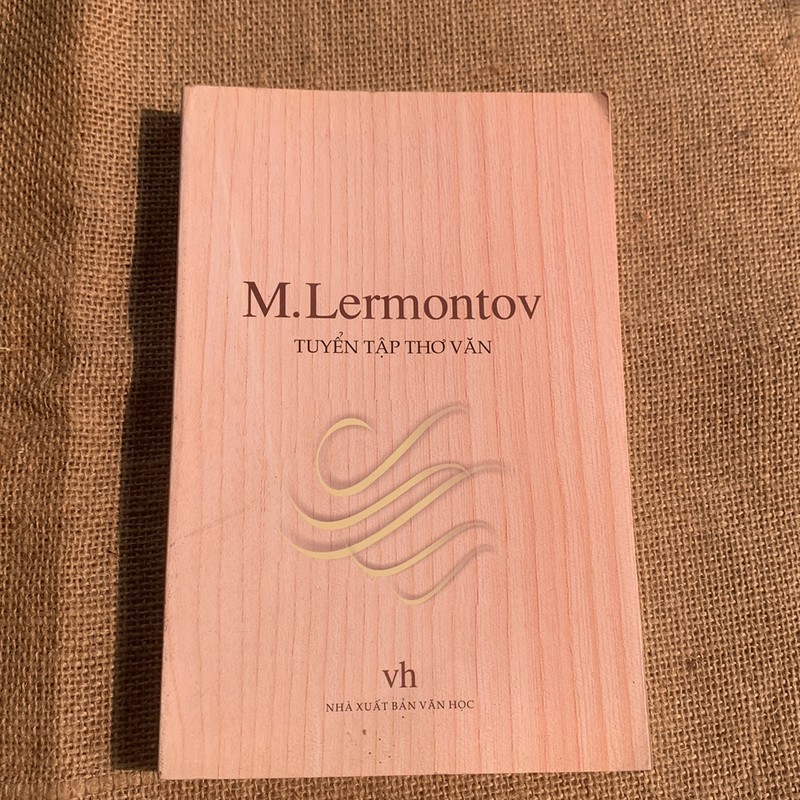 M.Lermontov
TUYỂN TẬP THƠ VĂN
vh
NHÀ XUẤT BẢN VĂN HỌC